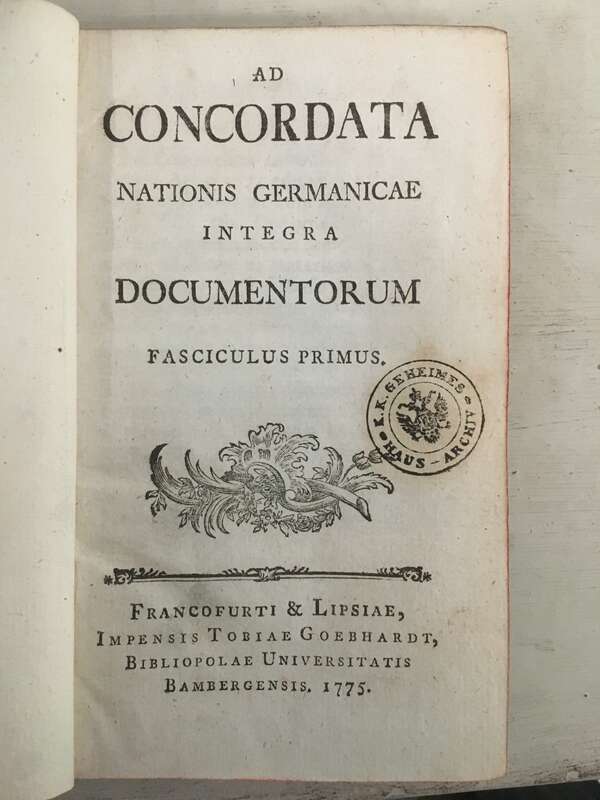 AD
CONCORDATA
NATIONIS GERMANICAE
INTEGRA
DOCUMENTORUM
FASCICULUS PRIMUS.
K. K. GEHEIMES
HAUS - ARCHIV
FRANCOFURTI & LIPSIAE,
IMPENSIS TOBIAE GOEBHARDT,
BIBLIOPOLAE UNIVERSITATIS
BAMBERGENSIS. 1775.